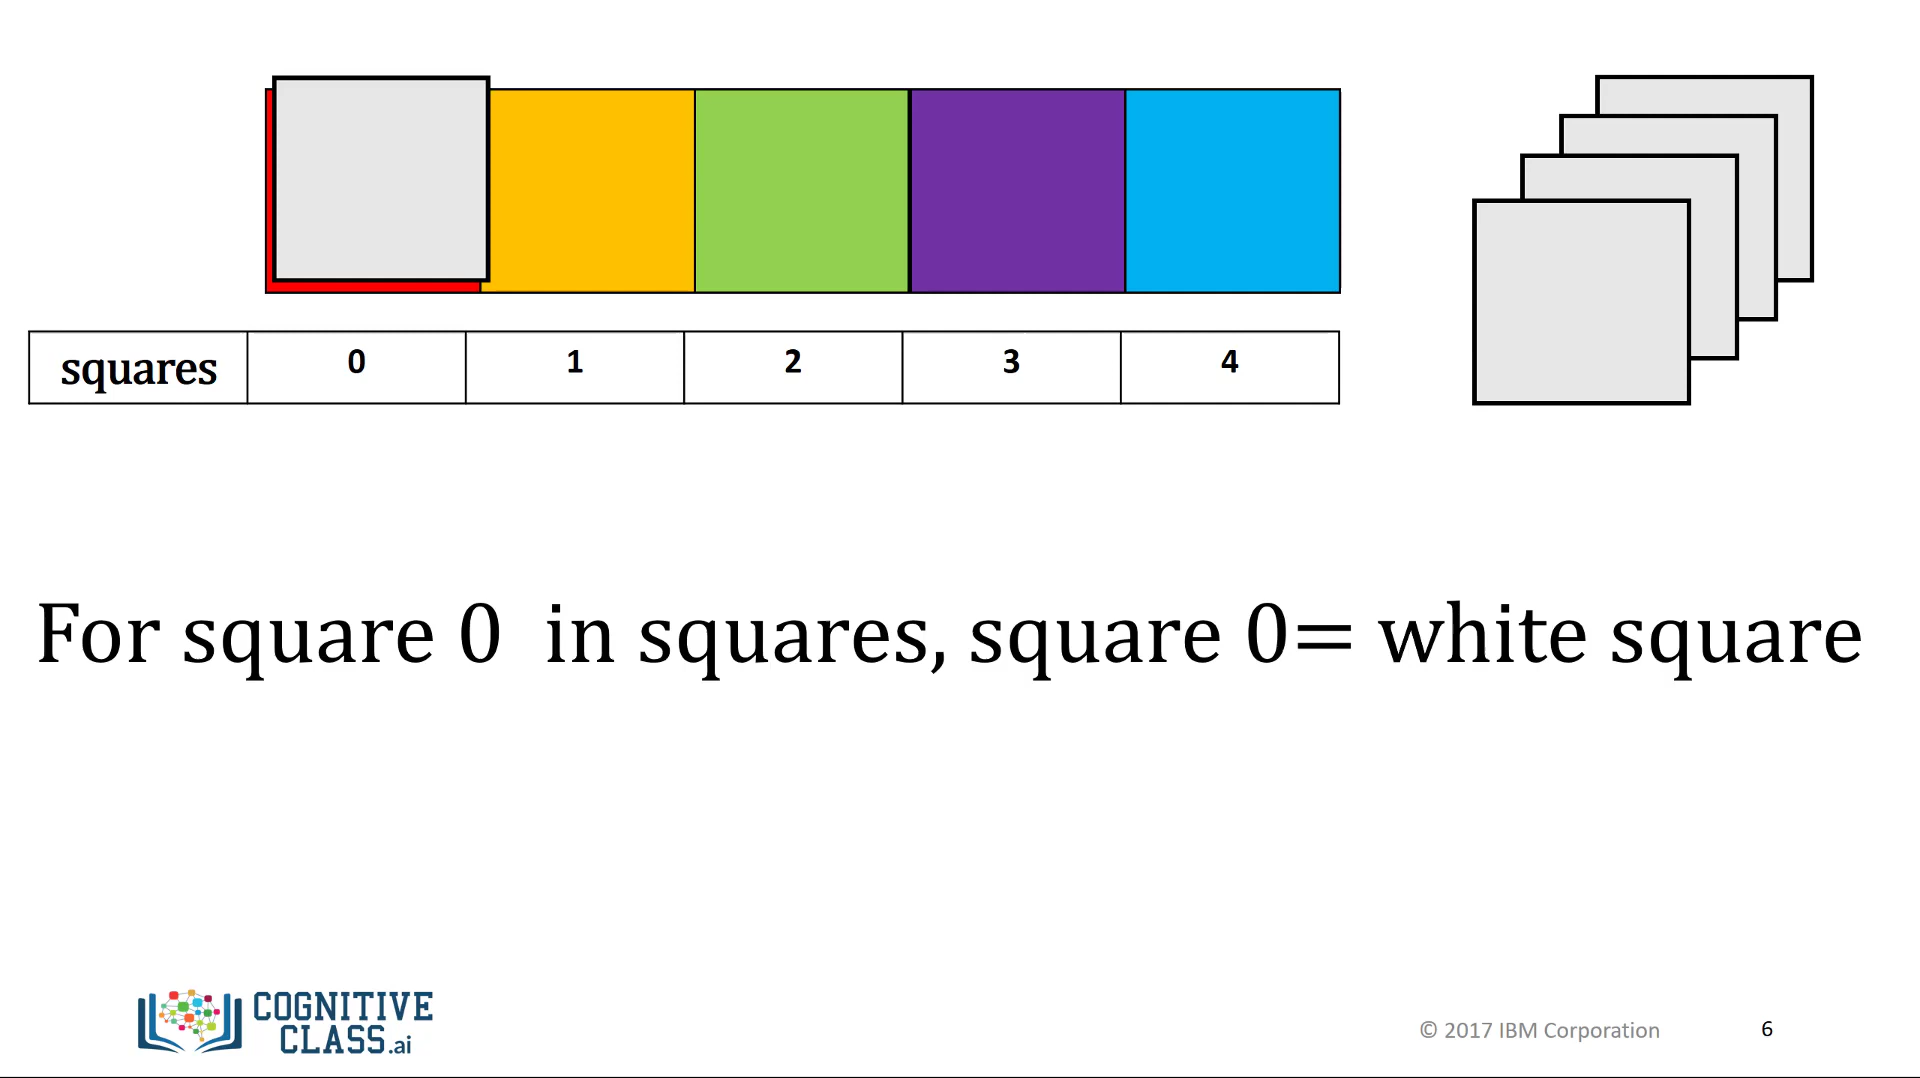 squares 0 1 2 3 4
For square 0 in squares, square 0= white square
COGNITIVE
CLASS.ai
© 2017 IBM Corporation 6